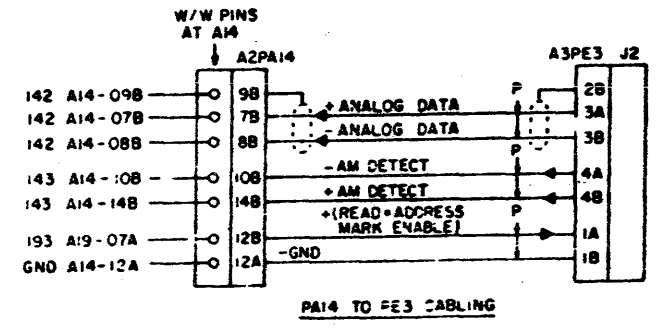 W/W PINS
AT A14
A2PA14
A3PE3 J2
142 A14-09B 9B 2B
142 A14-07B 7B + ANALOG DATA P 3A
142 A14-08B 8B - ANALOG DATA 3B
P
143 A14-10B 10B - AM DETECT 4A
143 A14-14B 14B + AM DETECT 4B
+(READ•ADDRESS P
MARK ENABLE)
193 A19-07A 12B 1A
GND A14-12A 12A -GND 1B
PA14 TO PE3 CABLING